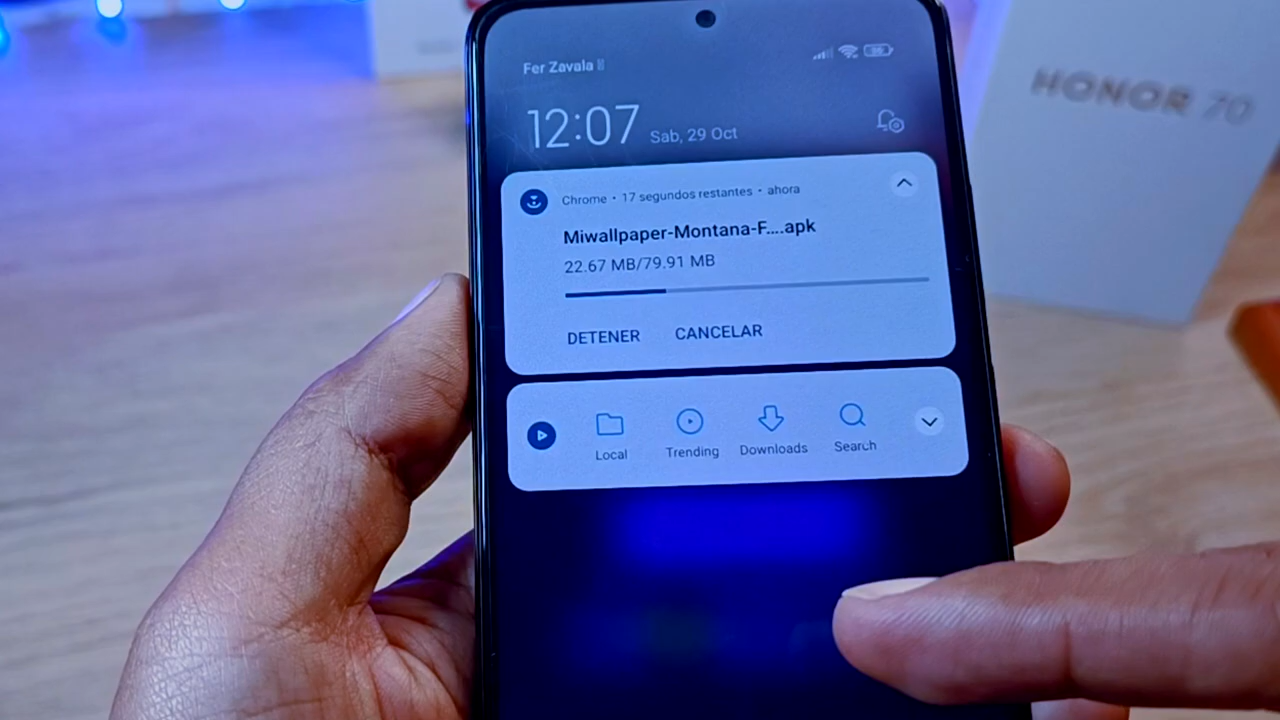 Fer Zavala
12:07 Sab, 29 Oct
Chrome • 17 segundos restantes • ahora
Miwallpaper-Montana-F....apk
22.67 MB/79.91 MB
DETENER CANCELAR
Local Trending Downloads Search
HONOR 70